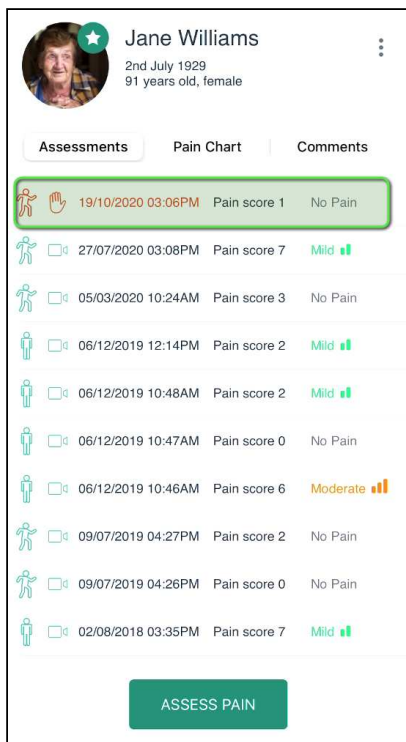 Jane Williams
2nd July 1929
91 years old, female
Assessments Pain Chart Comments
19/10/2020 03:06PM Pain score 1 No Pain
27/07/2020 03:08PM Pain score 7 Mild
05/03/2020 10:24AM Pain score 3 No Pain
06/12/2019 12:14PM Pain score 2 Mild
06/12/2019 10:48AM Pain score 2 Mild
06/12/2019 10:47AM Pain score 0 No Pain
06/12/2019 10:46AM Pain score 6 Moderate
09/07/2019 04:27PM Pain score 2 No Pain
09/07/2019 04:26PM Pain score 0 No Pain
02/08/2018 03:35PM Pain score 7 Mild
ASSESS PAIN